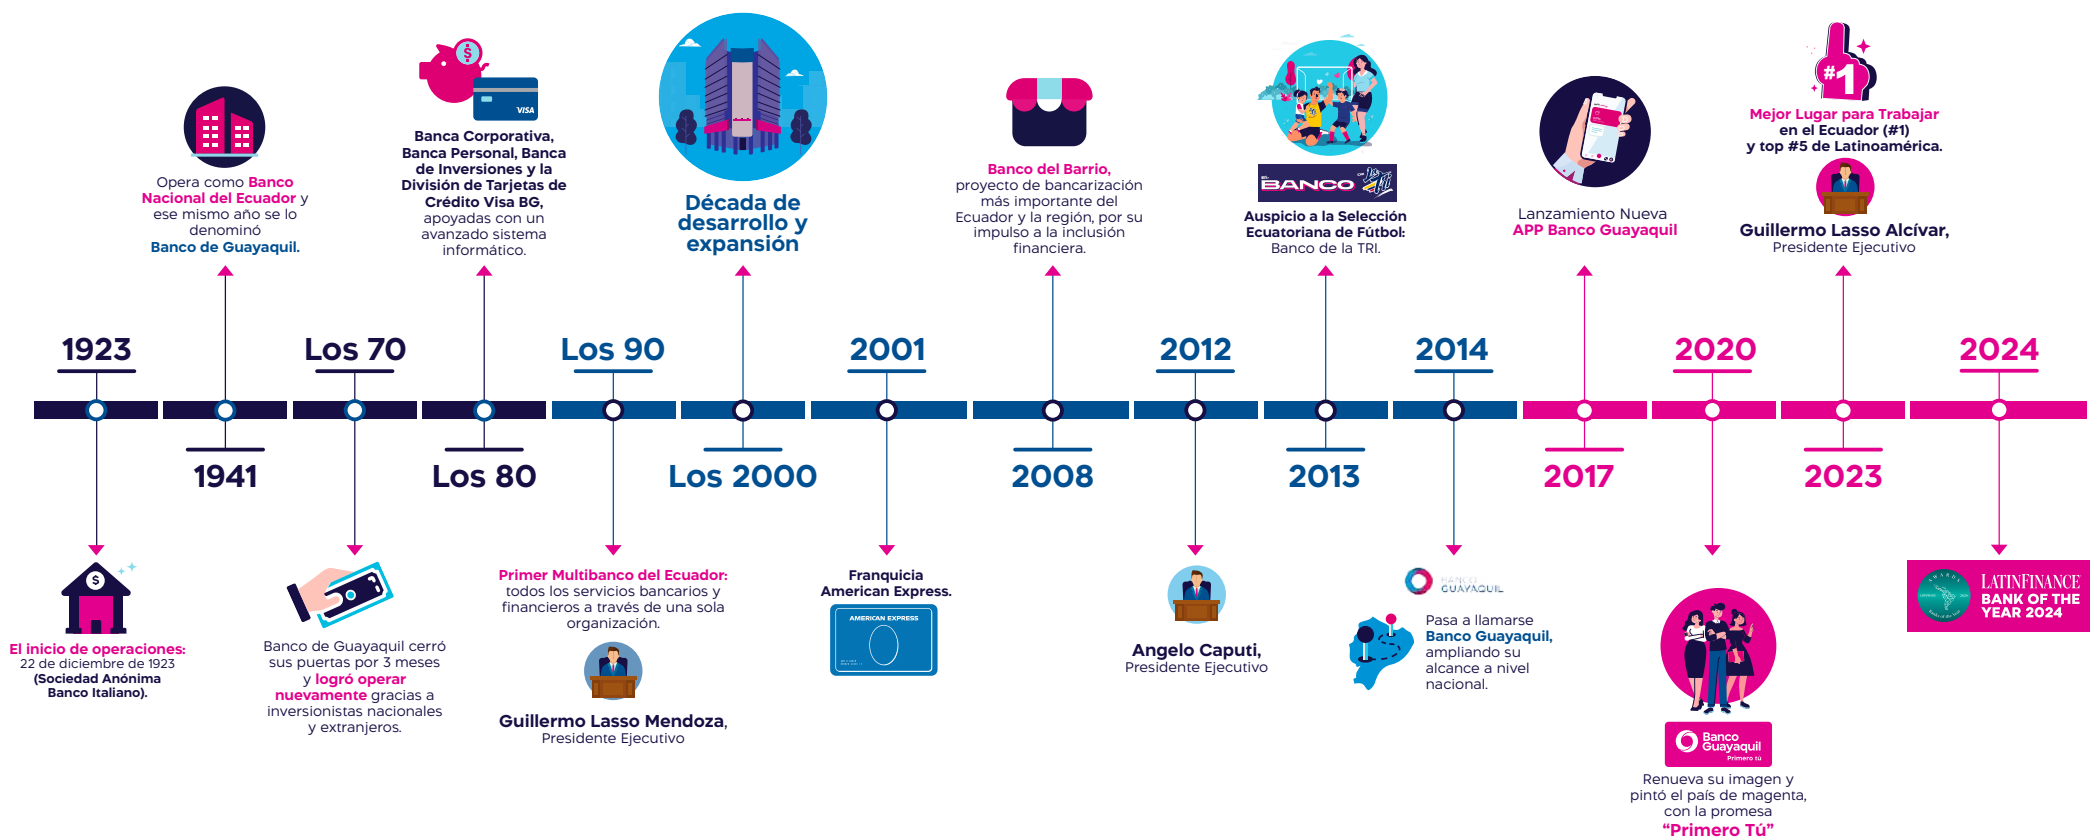 1923
El inicio de operaciones:
22 de diciembre de 1923
(Sociedad Anónima
Banco Italiano).
Opera como Banco
Nacional del Ecuador y
ese mismo año se lo
denominó
Banco de Guayaquil.
1941
Los 70
Banco de Guayaquil cerró
sus puertas por 3 meses
y logró operar
nuevamente gracias a
inversionistas nacionales
y extranjeros.
VISA
Banca Corporativa,
Banca Personal, Banca
de Inversiones y la
División de Tarjetas de
Crédito Visa BG,
apoyadas con un
avanzado sistema
informático.
Los 80
Los 90
Primer Multibanco del Ecuador:
todos los servicios bancarios y
financieros a través de una sola
organización.
Guillermo Lasso Mendoza,
Presidente Ejecutivo
Década de
desarrollo y
expansión
Los 2000
2001
Franquicia
American Express.
AMERICAN EXPRESS
Banco del Barrio,
proyecto de bancarización
más importante del
Ecuador y la región, por su
impulso a la inclusión
financiera.
2008
2012
Angelo Caputi,
Presidente Ejecutivo
BANCO
Auspicio a la Selección
Ecuatoriana de Fútbol:
Banco de la TRI.
2013
2014
BANCO
GUAYAQUIL
Pasa a llamarse
Banco Guayaquil,
ampliando su
alcance a nivel
nacional.
Lanzamiento Nueva
APP Banco Guayaquil
2017
2020
Banco
Guayaquil
Primero tú
Renueva su imagen y
pintó el país de magenta,
con la promesa
“Primero Tú”
#1
Mejor Lugar para Trabajar
en el Ecuador (#1)
y top #5 de Latinoamérica.
Guillermo Lasso Alcívar,
Presidente Ejecutivo
2023
2024
LATINFINANCE
BANK OF THE
YEAR 2024